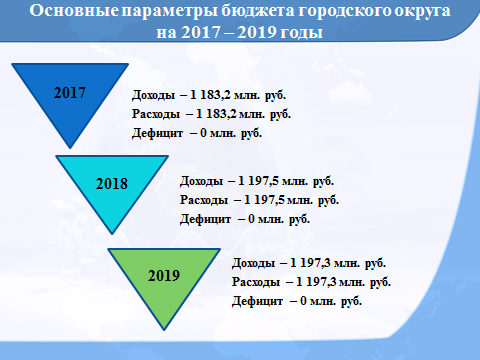 Основные параметры бюджета городского округа
на 2017 – 2019 годы
2017
Доходы – 1 183,2 млн. руб.
Расходы – 1 183,2 млн. руб.
Дефицит – 0 млн. руб.
2018
Доходы – 1 197,5 млн. руб.
Расходы – 1 197,5 млн. руб.
Дефицит – 0 млн. руб.
2019
Доходы – 1 197,3 млн. руб.
Расходы – 1 197,3 млн. руб.
Дефицит – 0 млн. руб.